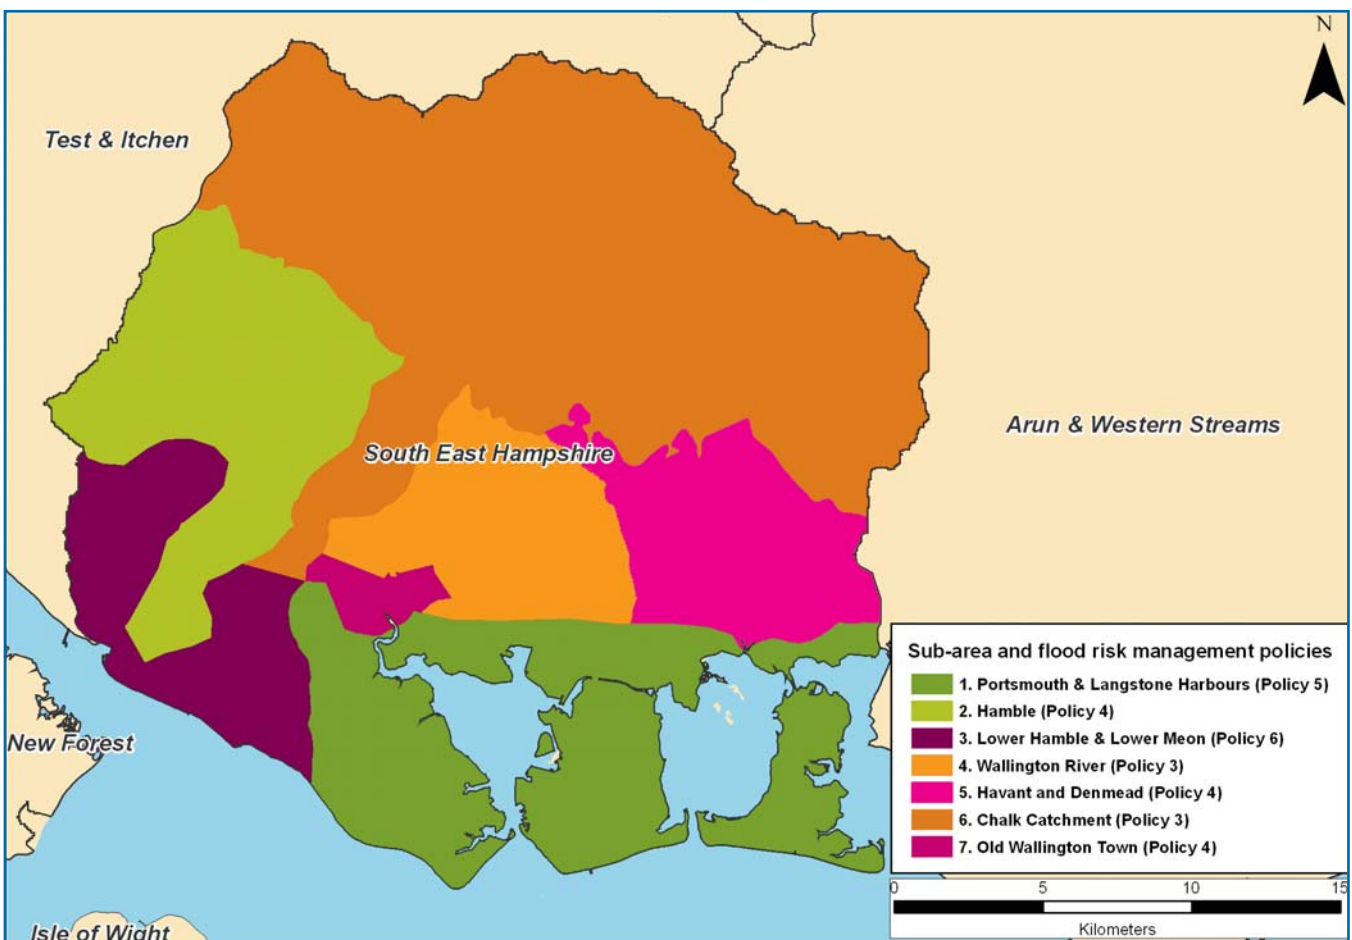 N
Test & Itchen
Arun & Western Streams
South East Hampshire
New Forest
Isle of Wight
Sub-area and flood risk management policies
1. Portsmouth & Langstone Harbours (Policy 5)
2. Hamble (Policy 4)
3. Lower Hamble & Lower Meon (Policy 6)
4. Wallington River (Policy 3)
5. Havant and Denmead (Policy 4)
6. Chalk Catchment (Policy 3)
7. Old Wallington Town (Policy 4)
0 5 10 15
Kilometers